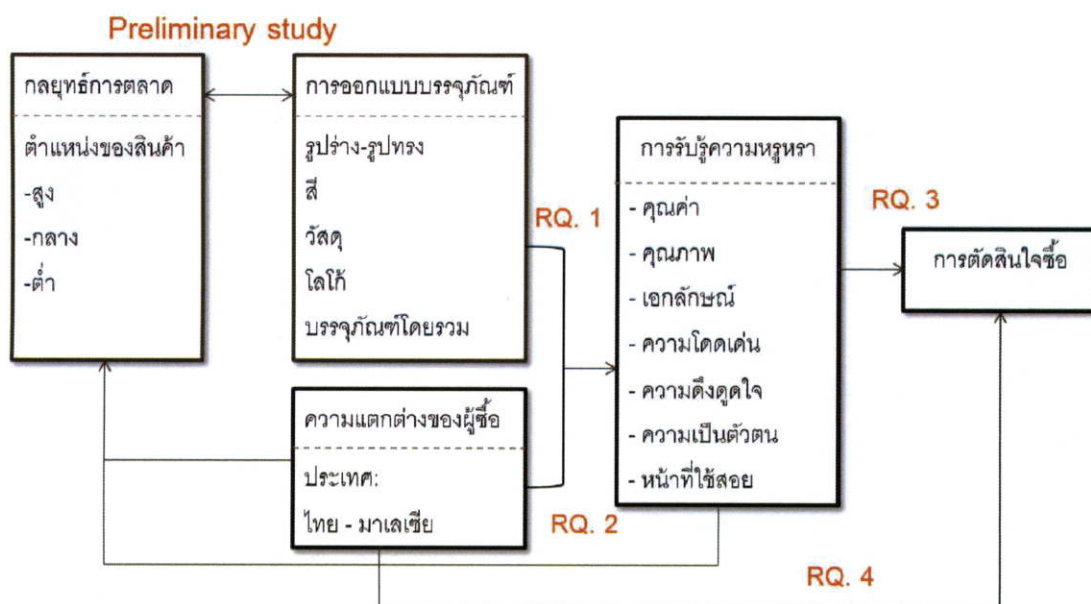 Preliminary study
กลยุทธ์การตลาด
ตำแหน่งของสินค้า
-สูง
-กลาง
-ต่ำ
การออกแบบบรรจุภัณฑ์
รูปร่าง-รูปทรง
สี
วัสดุ
โลโก้
บรรจุภัณฑ์โดยรวม
RQ. 1
ความแตกต่างของผู้ซื้อ
ประเทศ:
ไทย - มาเลเซีย
RQ. 2
การรับรู้ความหรูหรา
- คุณค่า
- คุณภาพ
- เอกลักษณ์
- ความโดดเด่น
- ความดึงดูดใจ
- ความเป็นตัวตน
- หน้าที่ใช้สอย
RQ. 3
การตัดสินใจซื้อ
RQ. 4